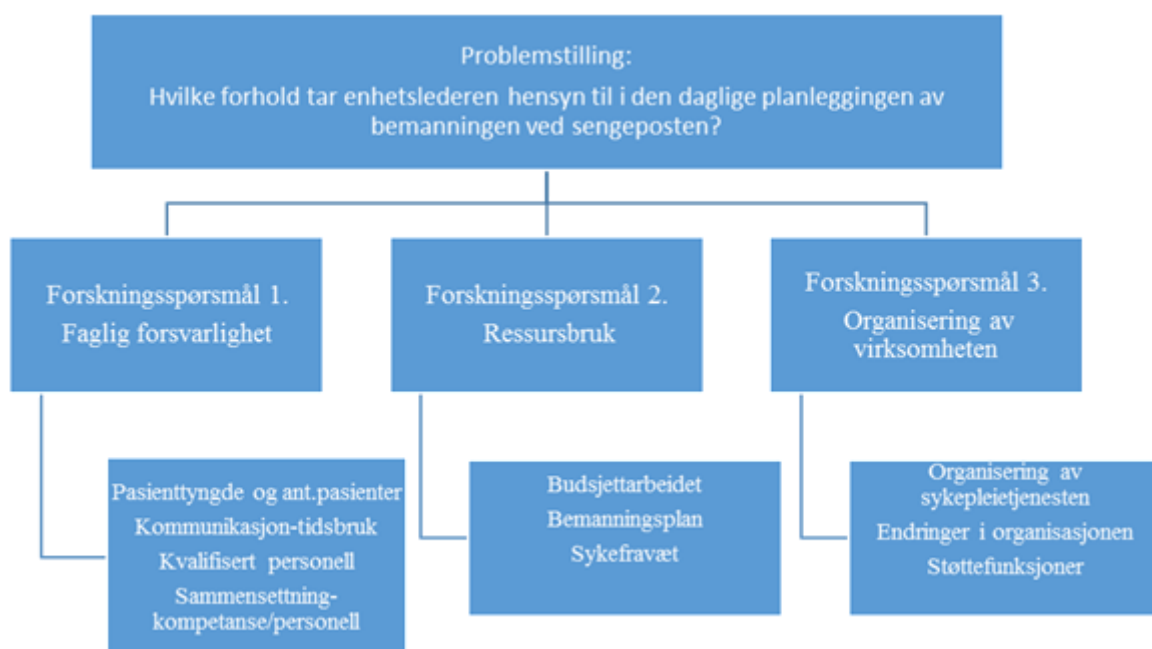 Problemstilling:
Hvilke forhold tar enhetslederen hensyn til i den daglige planleggingen av
bemanningen ved sengeposten?
Forskningsspørsmål 1.
Faglig forsvarlighet
Forskningsspørsmål 2.
Ressursbruk
Forskningsspørsmål 3.
Organisering av
virksomheten
Pasienttyngde og ant.pasienter
Kommunikasjon-tidsbruk
Kvalifisert personell
Sammensettning-
kompetanse/personell
Budsjettarbeidet
Bemanningsplan
Sykefravæt
Organisering av
sykepleietjenesten
Endringer i organisasjonen
Støttefunksjoner